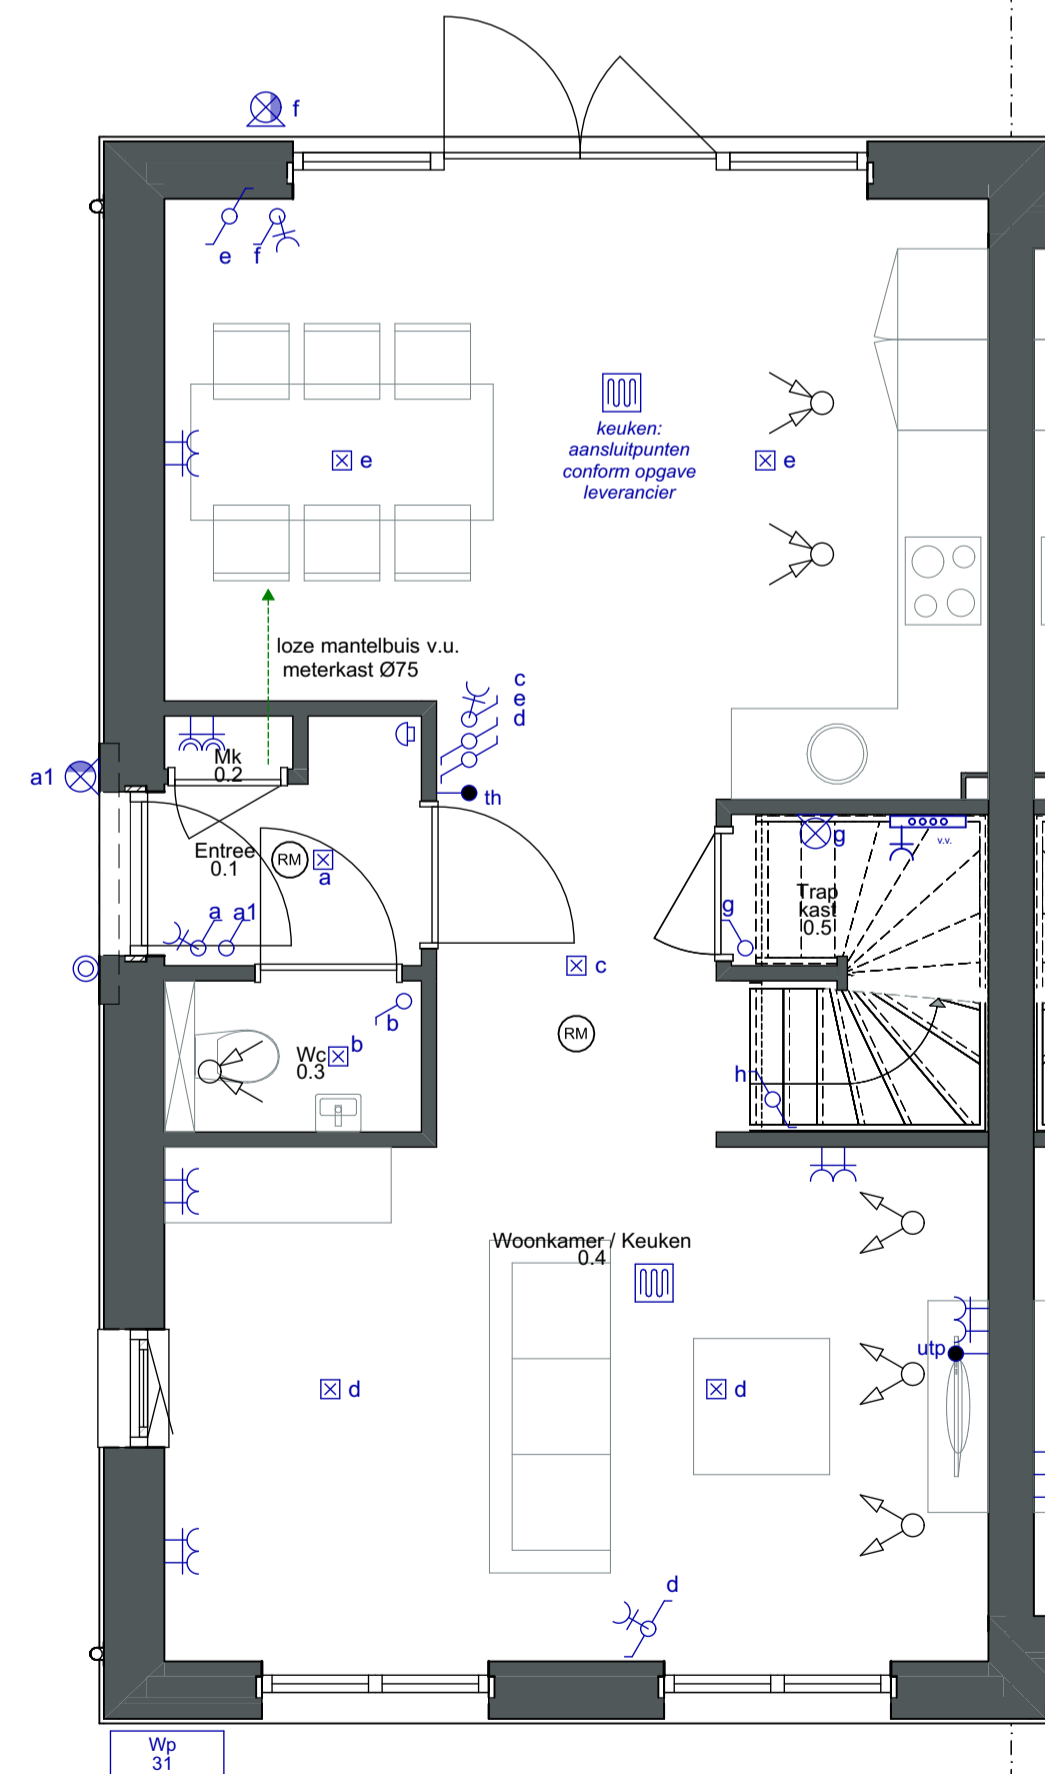 f
e
f
keuken:
aansluitpunten
conform opgave
leverancier
e
e
loze mantelbuis v.u.
meterkast Ø75
c
e
d
Mk
0.2
a1
th
Entree
0.1
RM
a
g
v.v.
Trap
kast
0.5
a
a1
g
c
b
RM
Wc
0.3
b
h
Woonkamer / Keuken
0.4
utp
d
d
d
Wp
31